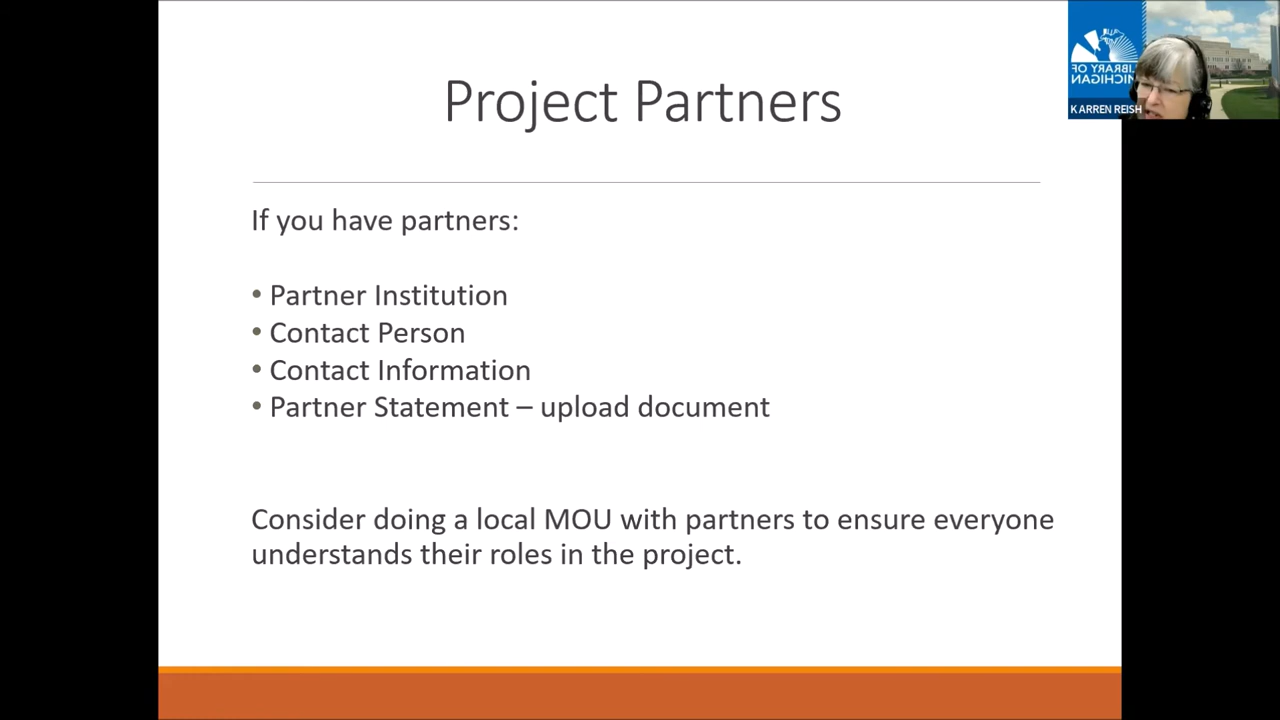 Project Partners
LIBRARY OF
MICHIGAN
KARREN REISH
If you have partners:
• Partner Institution
• Contact Person
• Contact Information
• Partner Statement – upload document
Consider doing a local MOU with partners to ensure everyone
understands their roles in the project.